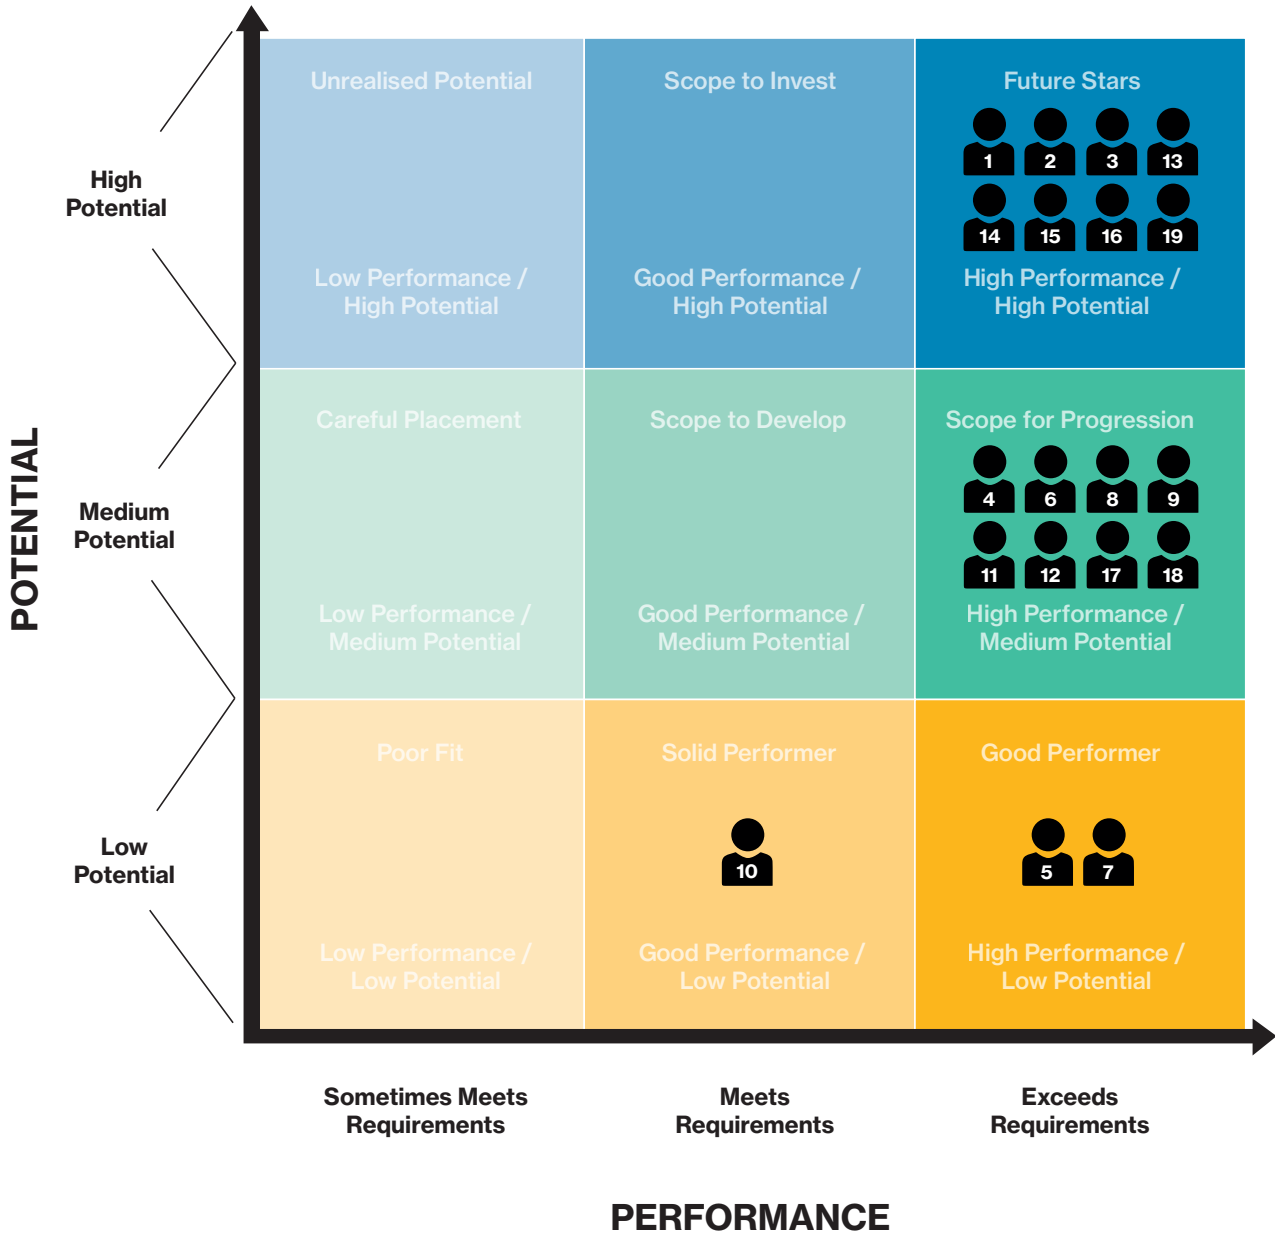 POTENTIAL
High
Potential
Medium
Potential
Low
Potential
Unrealised Potential
Low Performance /
High Potential
Scope to Invest
Good Performance /
High Potential
Future Stars
1 2 3 13
14 15 16 19
High Performance /
High Potential
Careful Placement
Low Performance /
Medium Potential
Scope to Develop
Good Performance /
Medium Potential
Scope for Progression
4 6 8 9
11 12 17 18
High Performance /
Medium Potential
Poor Fit
Low Performance /
Low Potential
Solid Performer
10
Good Performance /
Low Potential
Good Performer
5 7
High Performance /
Low Potential
Sometimes Meets
Requirements
Meets
Requirements
Exceeds
Requirements
PERFORMANCE